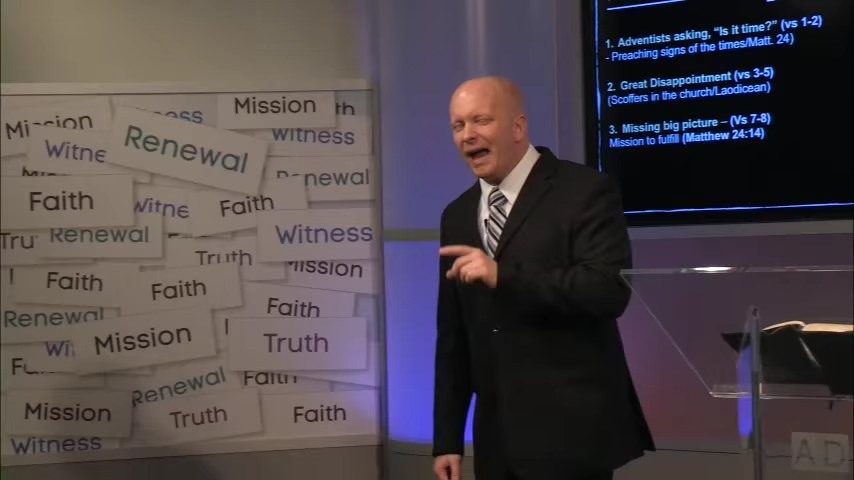 Mission
Renewal
Mission
Witness
Witne
Renewal
Faith
Witne
Faith
Renewal
Truth
Witness
Mission
Faith
Faith
Renewal
Faith
Mission
Truth
Renewal
Faith
Mission
Truth
Faith
Witness
1. Adventists asking, “Is it time?” (vs 1-2)
- Preaching signs of the times/Matt. 24)
2. Great Disappointment (vs 3-5)
(Scoffers in the church/Laodicean)
3. Missing big picture – (Vs 7-8)
Mission to fulfill (Matthew 24:14)
AD